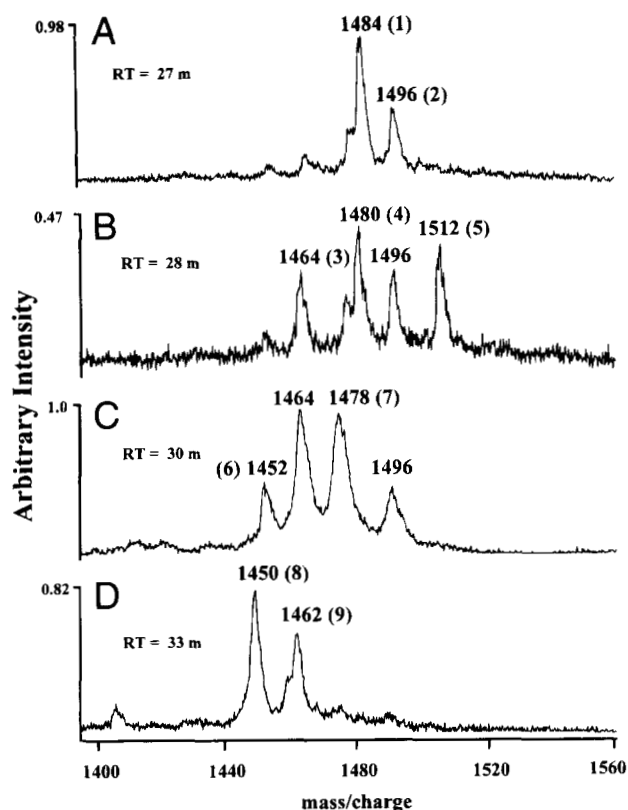 A
0.98
RT = 27 m
1484 (1)
1496 (2)
B
0.47
RT = 28 m
1464 (3)
1480 (4)
1496
1512 (5)
C
1.0
RT = 30 m
(6) 1452
1464
1478 (7)
1496
D
0.82
RT = 33 m
1450 (8)
1462 (9)
Arbitrary Intensity
1400
1440
1480
1520
1560
mass/charge